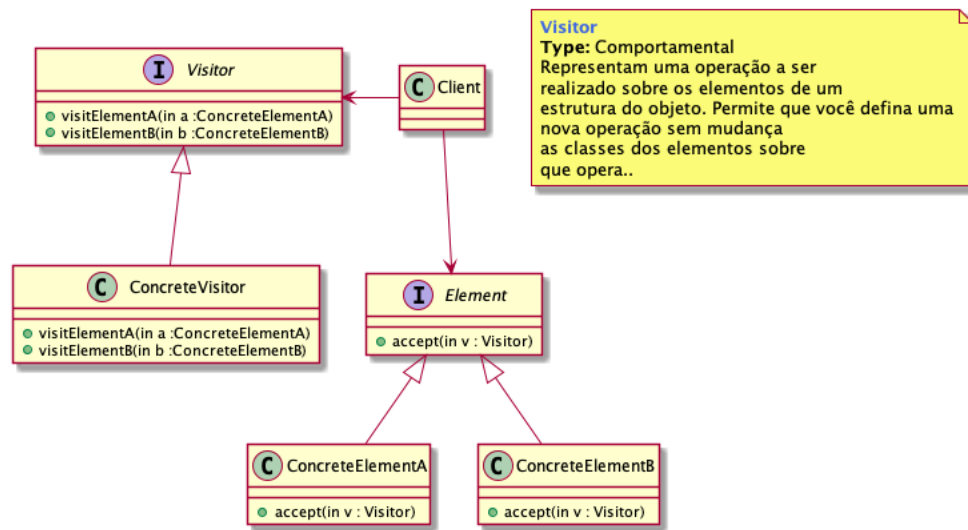 I Visitor
visitElementA(in a :ConcreteElementA)
visitElementB(in b :ConcreteElementB)
C Client
Visitor
Type: Comportamental
Representam uma operação a ser
realizado sobre os elementos de um
estrutura do objeto. Permite que você defina uma
nova operação sem mudança
as classes dos elementos sobre
que opera..
C ConcreteVisitor
visitElementA(in a :ConcreteElementA)
visitElementB(in b :ConcreteElementB)
I Element
accept(in v : Visitor)
C ConcreteElementA
accept(in v : Visitor)
C ConcreteElementB
accept(in v : Visitor)